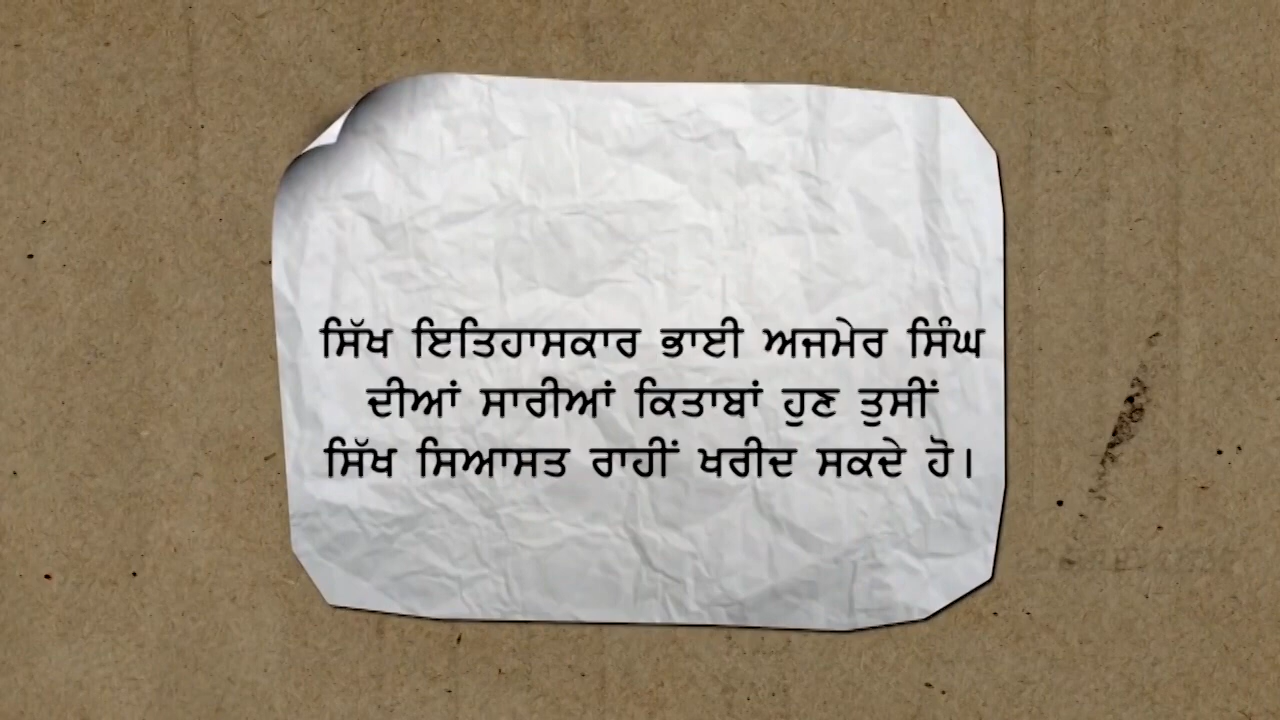 ਸਿੱਖ ਇਤਿਹਾਸਕਾਰ ਭਾਈ ਅਜਮੇਰ ਸਿੰਘ
ਦੀਆਂ ਸਾਰੀਆਂ ਕਿਤਾਬਾਂ ਹੁਣ ਤੁਸੀਂ
ਸਿੱਖ ਸਿਆਸਤ ਰਾਹੀਂ ਖਰੀਦ ਸਕਦੇ ਹੋ।